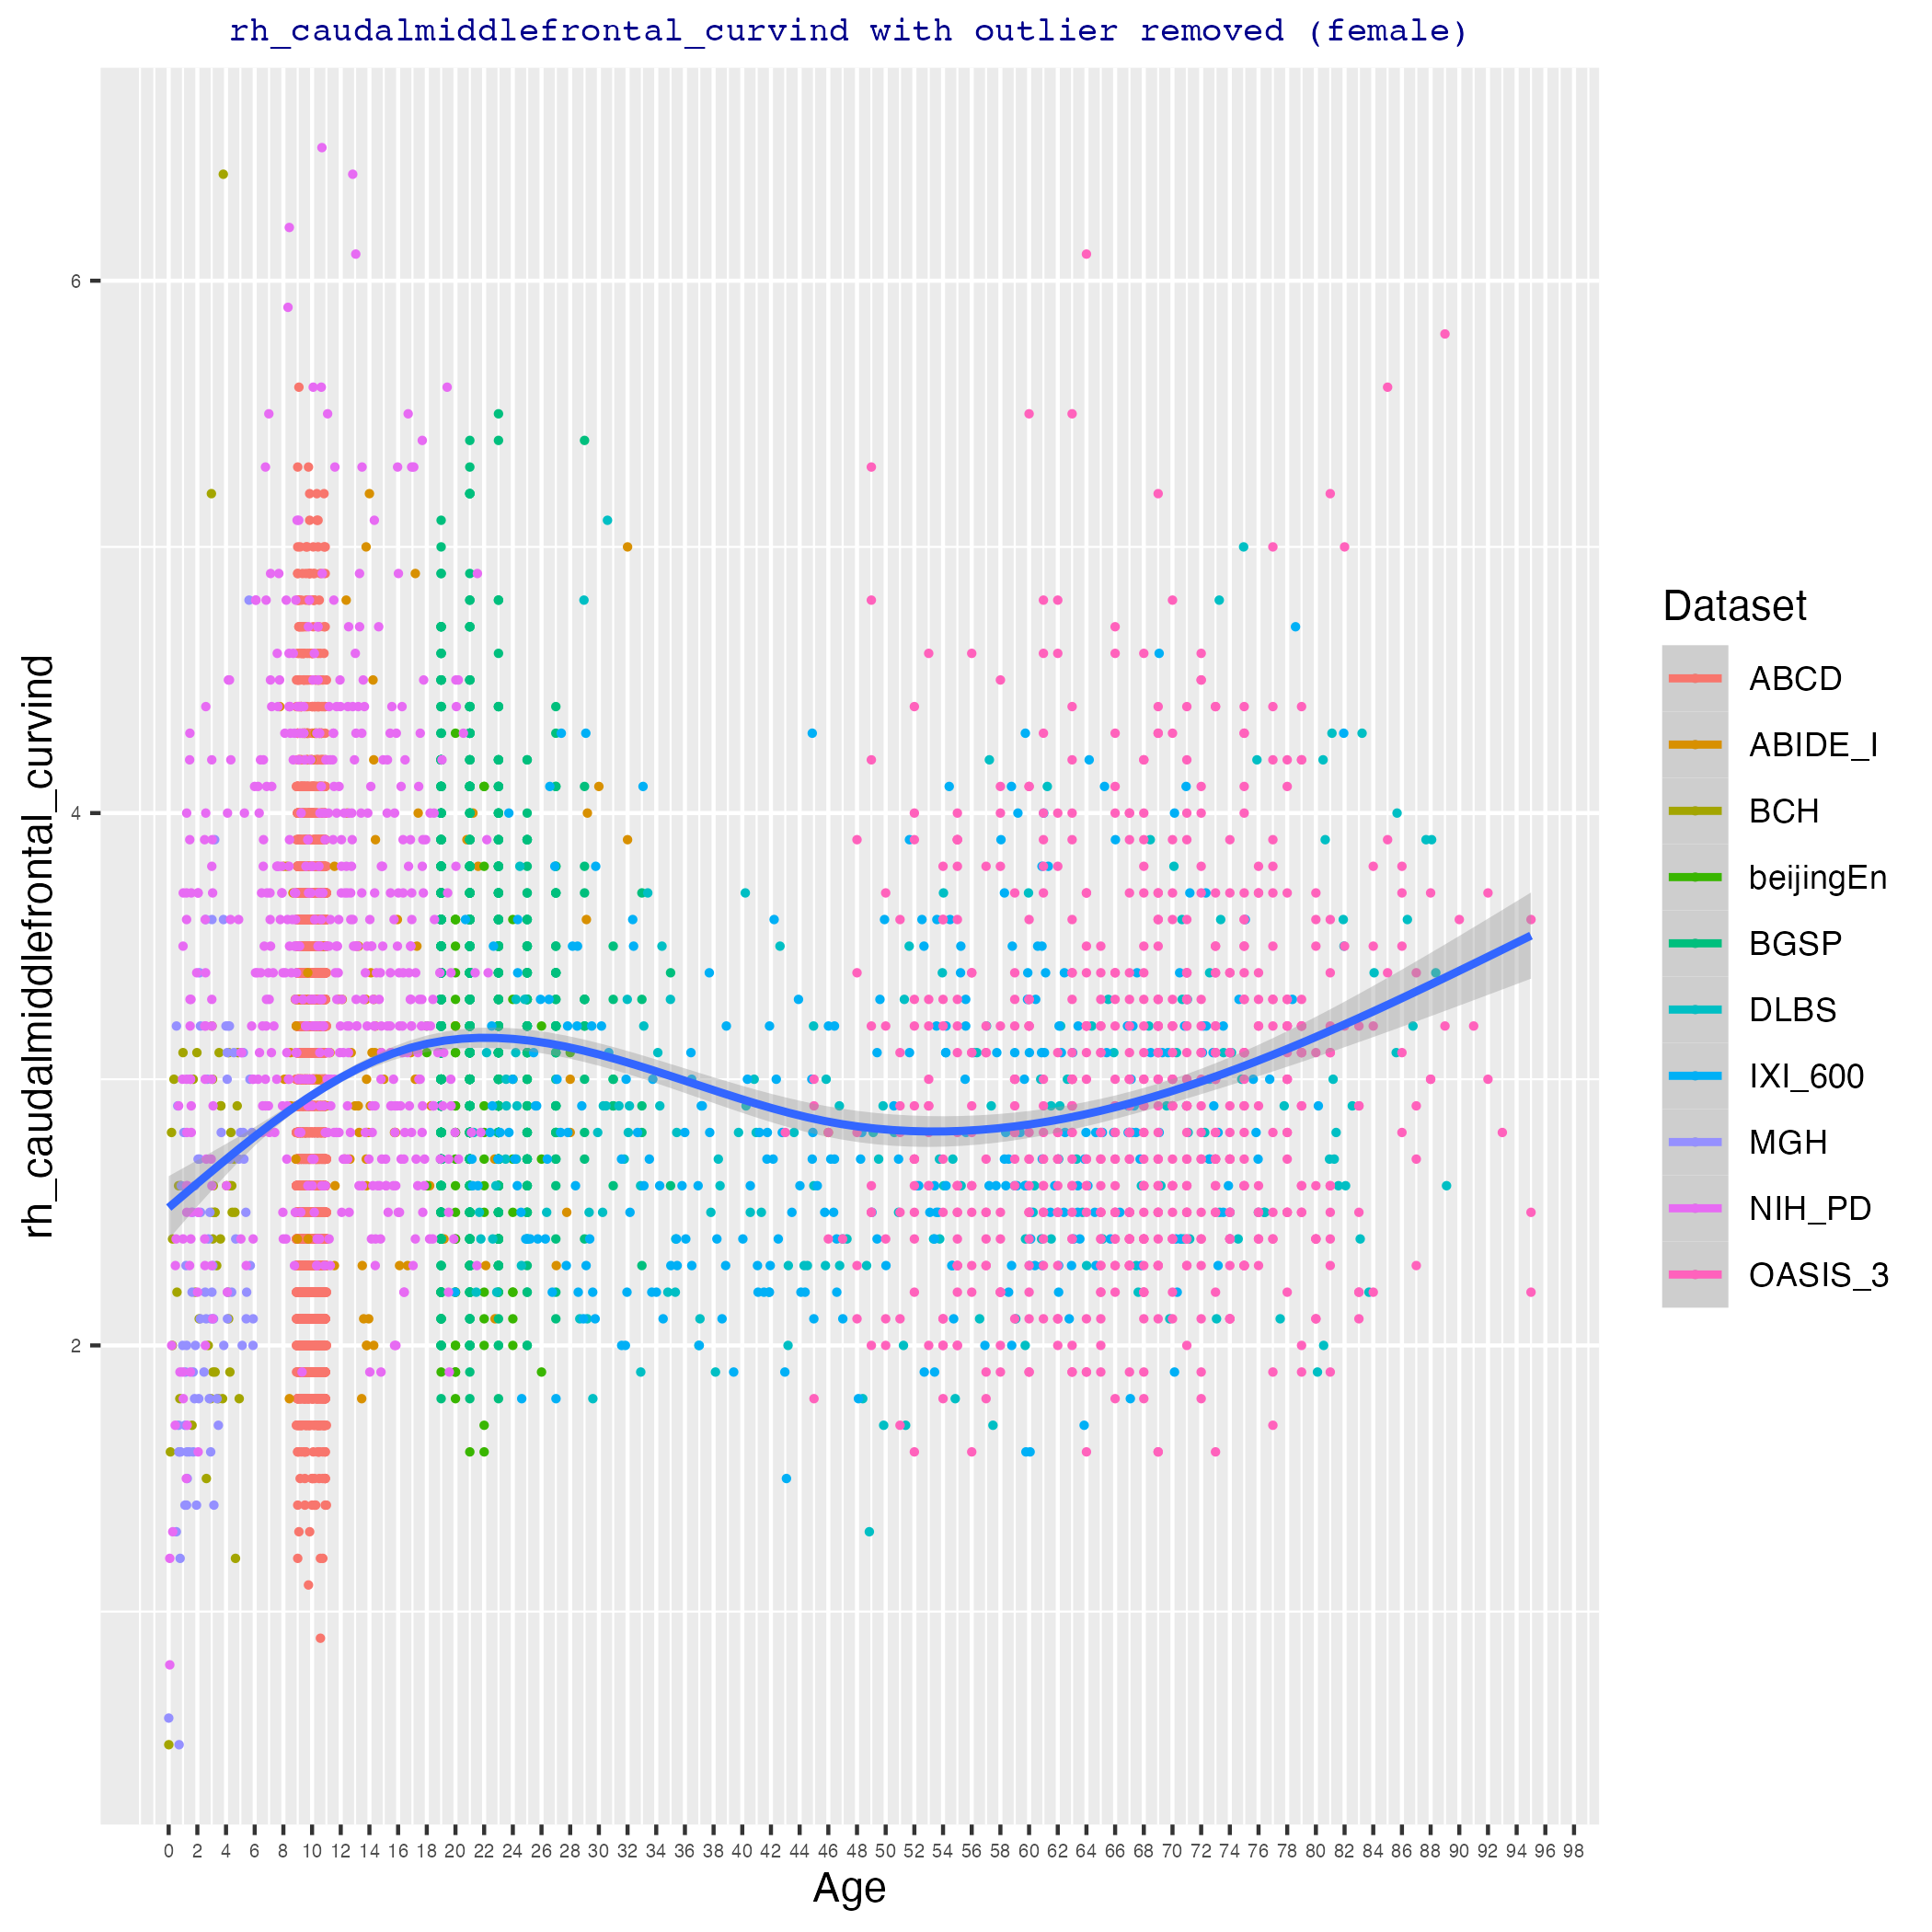 rh_caudalmiddlefrontal_curvind with outlier removed (female)
rh_caudalmiddlefrontal_curvind
6
4
2
0 2 4 6 8 10 12 14 16 18 20 22 24 26 28 30 32 34 36 38 40 42 44 46 48 50 52 54 56 58 60 62 64 66 68 70 72 74 76 78 80 82 84 86 88 90 92 94 96 98
Age
Dataset
ABCD
ABIDE_I
BCH
beijingEn
BGSP
DLBS
IXI_600
MGH
NIH_PD
OASIS_3